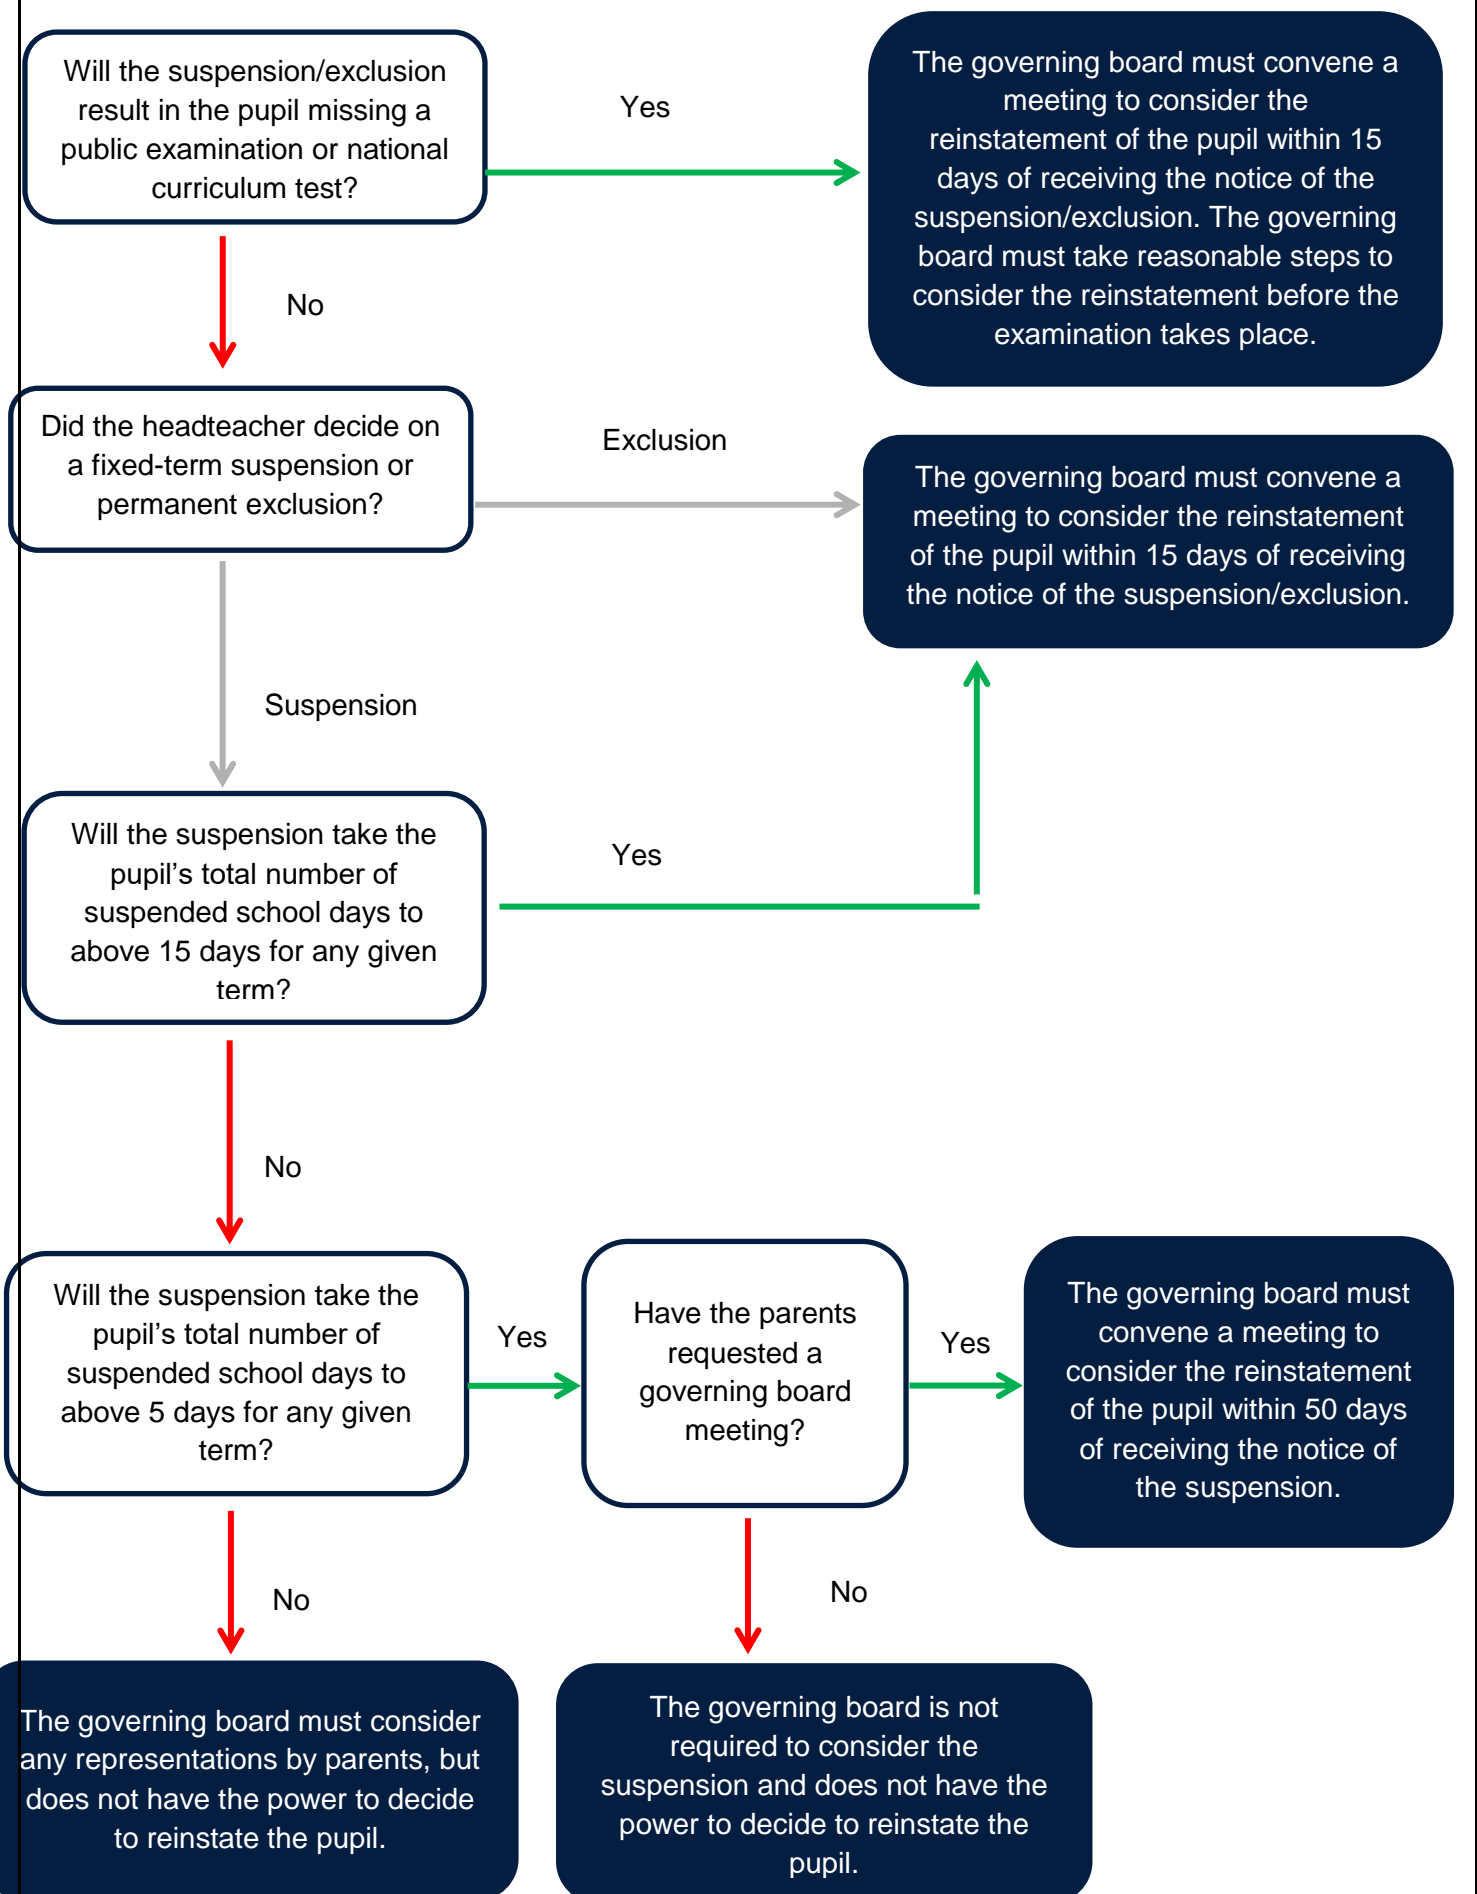 Will the suspension/exclusion
result in the pupil missing a
public examination or national
curriculum test?
Yes
The governing board must convene a
meeting to consider the
reinstatement of the pupil within 15
days of receiving the notice of the
suspension/exclusion. The governing
board must take reasonable steps to
consider the reinstatement before the
examination takes place.
No
Did the headteacher decide on
a fixed-term suspension or
permanent exclusion?
Exclusion
The governing board must convene a
meeting to consider the reinstatement
of the pupil within 15 days of receiving
the notice of the suspension/exclusion.
Suspension
Will the suspension take the
pupil’s total number of
suspended school days to
above 15 days for any given
term?
Yes
No
Will the suspension take the
pupil’s total number of
suspended school days to
above 5 days for any given
term?
Yes
Have the parents
requested a
governing board
meeting?
Yes
The governing board must
convene a meeting to
consider the reinstatement
of the pupil within 50 days
of receiving the notice of
the suspension.
No
No
The governing board must consider
any representations by parents, but
does not have the power to decide
to reinstate the pupil.
The governing board is not
required to consider the
suspension and does not have the
power to decide to reinstate the
pupil.